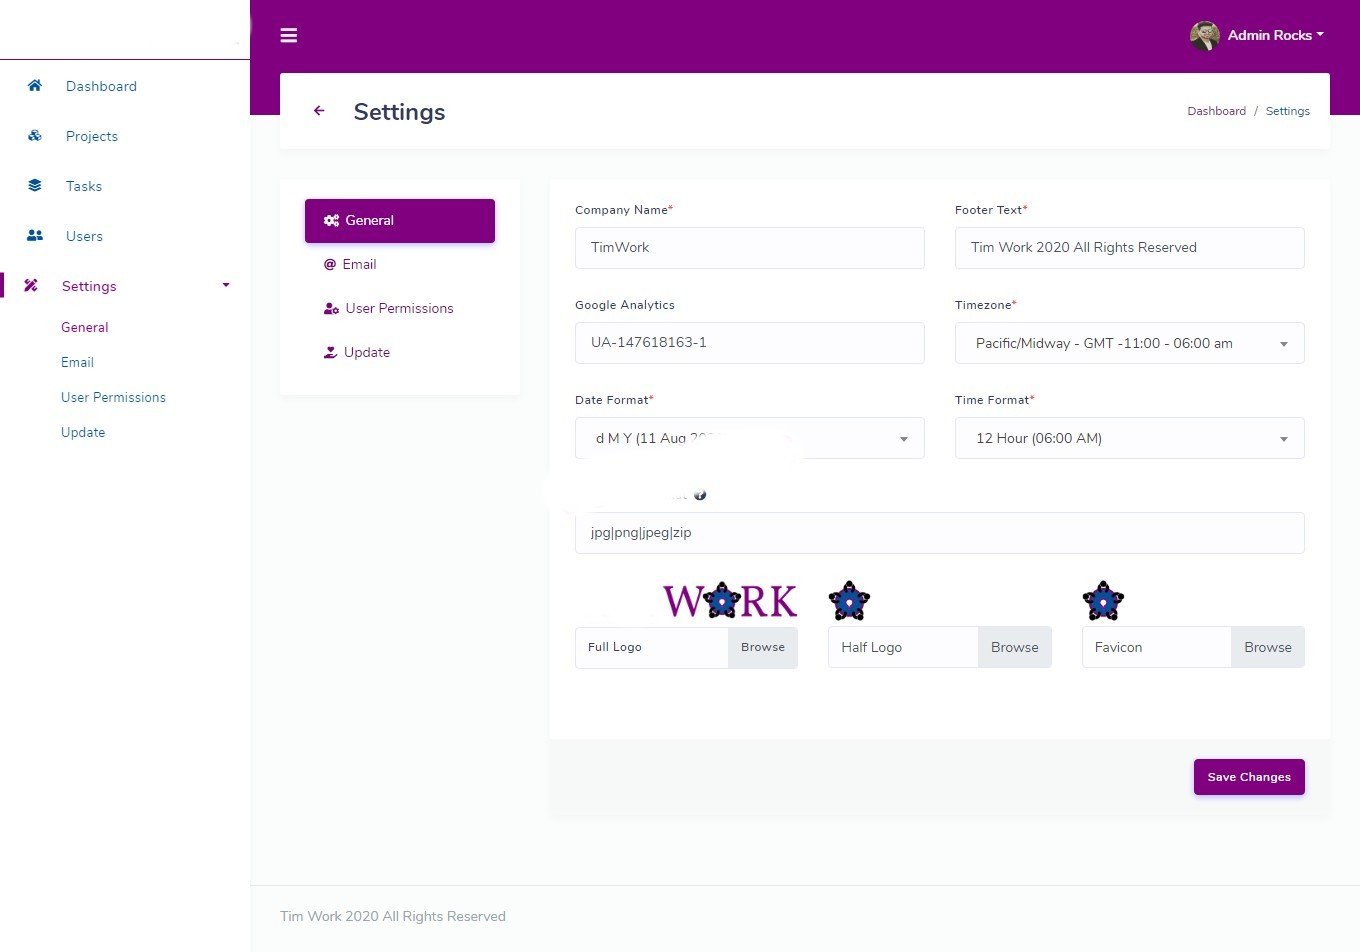 Admin Rocks
Dashboard
Projects
Tasks
Users
Settings
General
Email
User Permissions
Update
Settings
Dashboard / Settings
General
Email
User Permissions
Update
Company Name*
Footer Text*
TimWork
Tim Work 2020 All Rights Reserved
Google Analytics
Timezone*
UA-147618163-1
Pacific/Midway - GMT -11:00 - 06:00 am
Date Format*
Time Format*
d M Y (11 Aug
12 Hour (06:00 AM)
jpg|png|jpeg|zip
WORK
Full Logo
Browse
Half Logo
Browse
Favicon
Browse
Save Changes
Tim Work 2020 All Rights Reserved